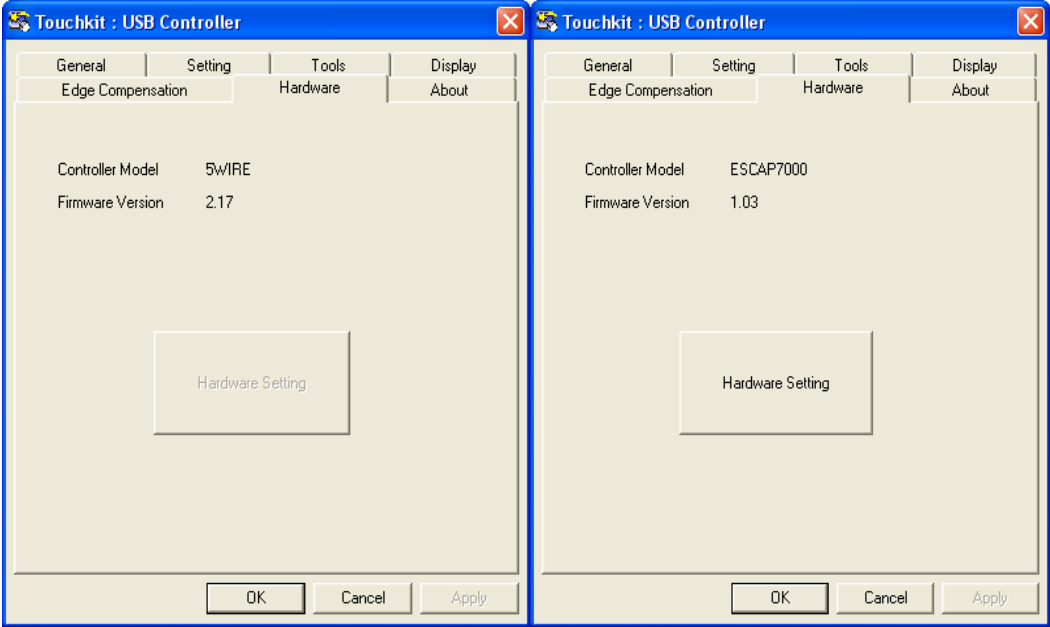 Touchkit : USB Controller
General Setting Tools Display
Edge Compensation Hardware About
Controller Model 5WIRE
Firmware Version 2.17
Hardware Setting
OK Cancel Apply
Touchkit : USB Controller
General Setting Tools Display
Edge Compensation Hardware About
Controller Model ESCAP7000
Firmware Version 1.03
Hardware Setting
OK Cancel Apply